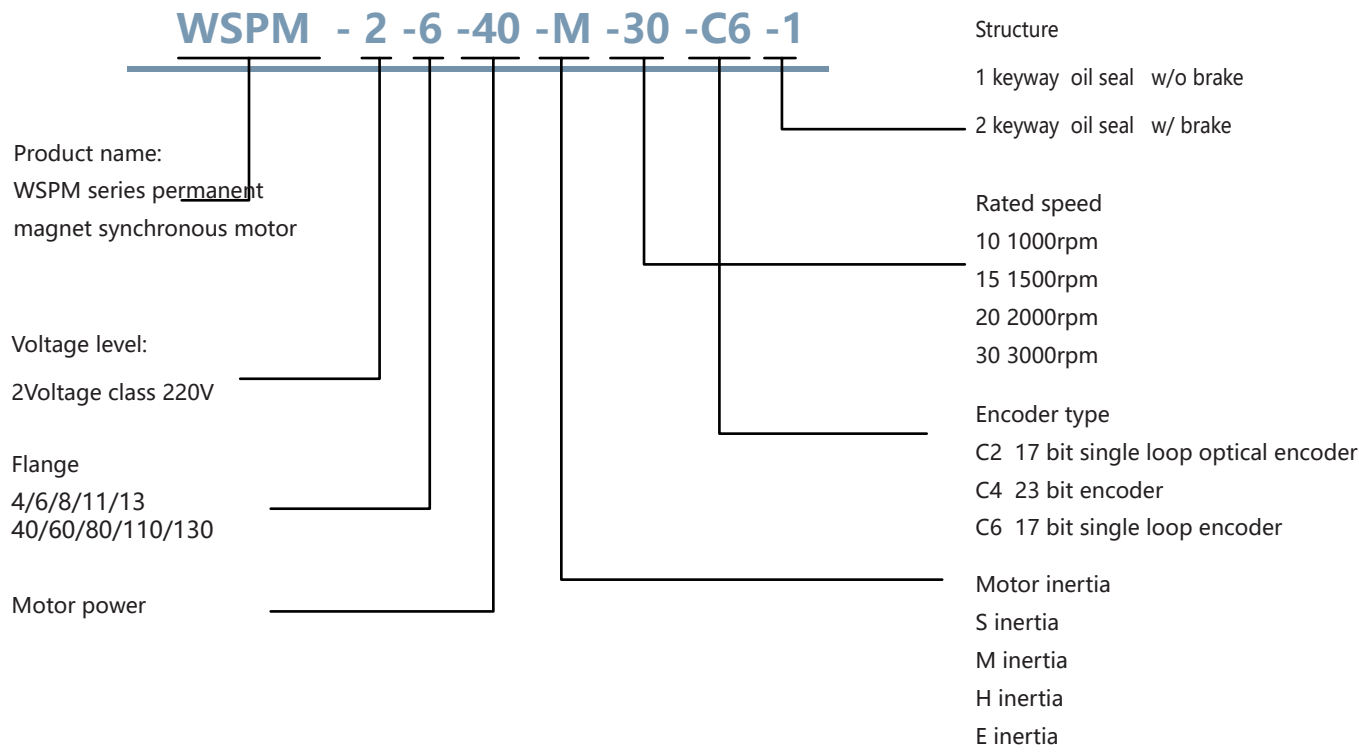 WSPM - 2 -6 -40 -M -30 -C6 -1
Product name:
WSPM series permanent
magnet synchronous motor
Voltage level:
2Voltage class 220V
Flange
4/6/8/11/13
40/60/80/110/130
Motor power
Structure
1 keyway oil seal w/o brake
2 keyway oil seal w/ brake
Rated speed
10 1000rpm
15 1500rpm
20 2000rpm
30 3000rpm
Encoder type
C2 17 bit single loop optical encoder
C4 23 bit encoder
C6 17 bit single loop encoder
Motor inertia
S inertia
M inertia
H inertia
E inertia